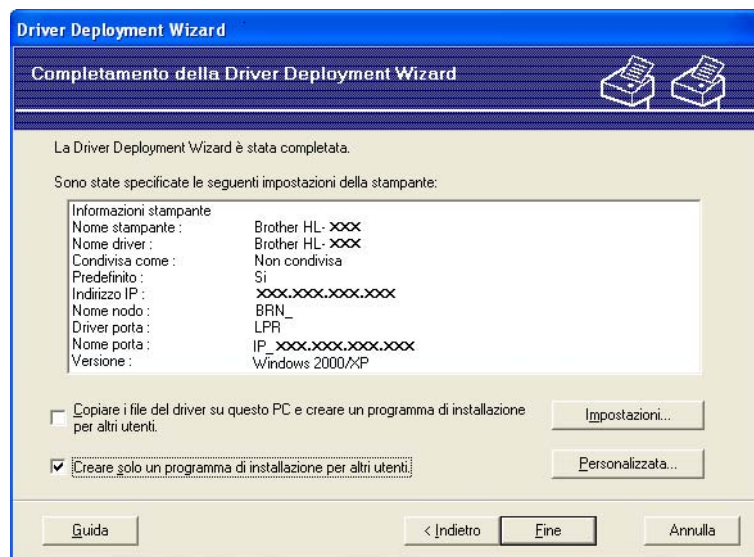 Driver Deployment Wizard
Completamento della Driver Deployment Wizard
La Driver Deployment Wizard è stata completata.
Sono state specificate le seguenti impostazioni della stampante:
Informazioni stampante
Nome stampante : Brother HL- XXX
Nome driver : Brother HL- XXX
Condivisa come : Non condivisa
Predefinito : Si
Indirizzo IP : XXX.XXX.XXX.XXX
Nome nodo : BRN_
Driver porta : LPR
Nome porta : IP_ XXX.XXX.XXX.XXX
Versione : Windows 2000/XP
Copiare i file del driver su questo PC e creare un programma di installazione
per altri utenti.
Impostazioni...
Creare solo un programma di installazione per altri utenti.
Personalizzata...
Guida
< Indietro
Fine
Annulla